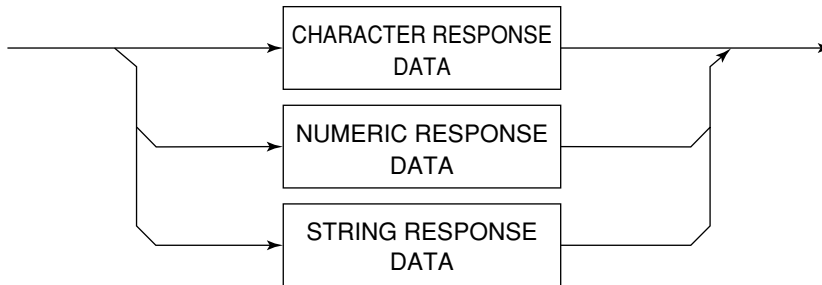 CHARACTER RESPONSE
DATA
NUMERIC RESPONSE
DATA
STRING RESPONSE
DATA